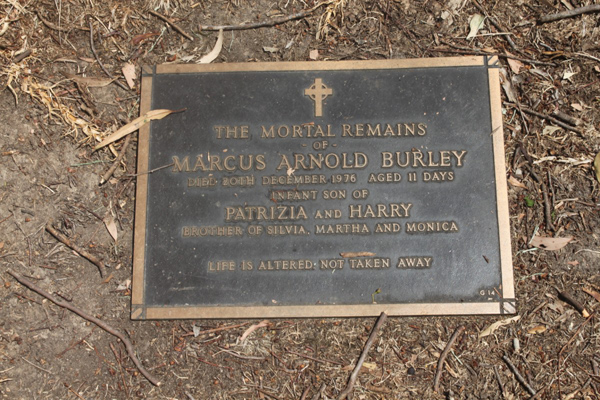 THE MORTAL REMAINS
- OF -
MARCUS ARNOLD BURLEY
DIED 20TH DECEMBER 1976 AGED 11 DAYS
INFANT SON OF
PATRIZIA AND HARRY
BROTHER OF SILVIA, MARTHA AND MONICA
LIFE IS ALTERED NOT TAKEN AWAY
G 14